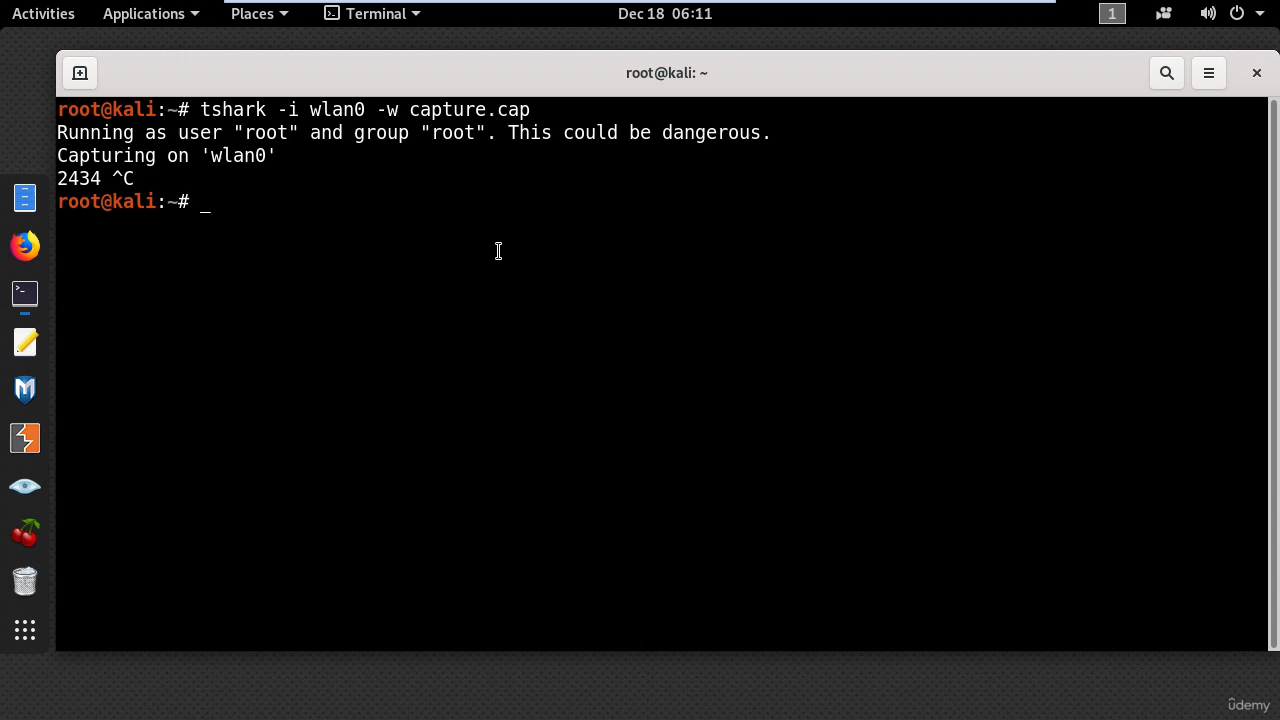 Activities Applications Places Terminal Dec 18 06:11 1
root@kali: ~
root@kali:~# tshark -i wlan0 -w capture.cap
Running as user "root" and group "root". This could be dangerous.
Capturing on 'wlan0'
2434 ^C
root@kali:~# _
ûdemy